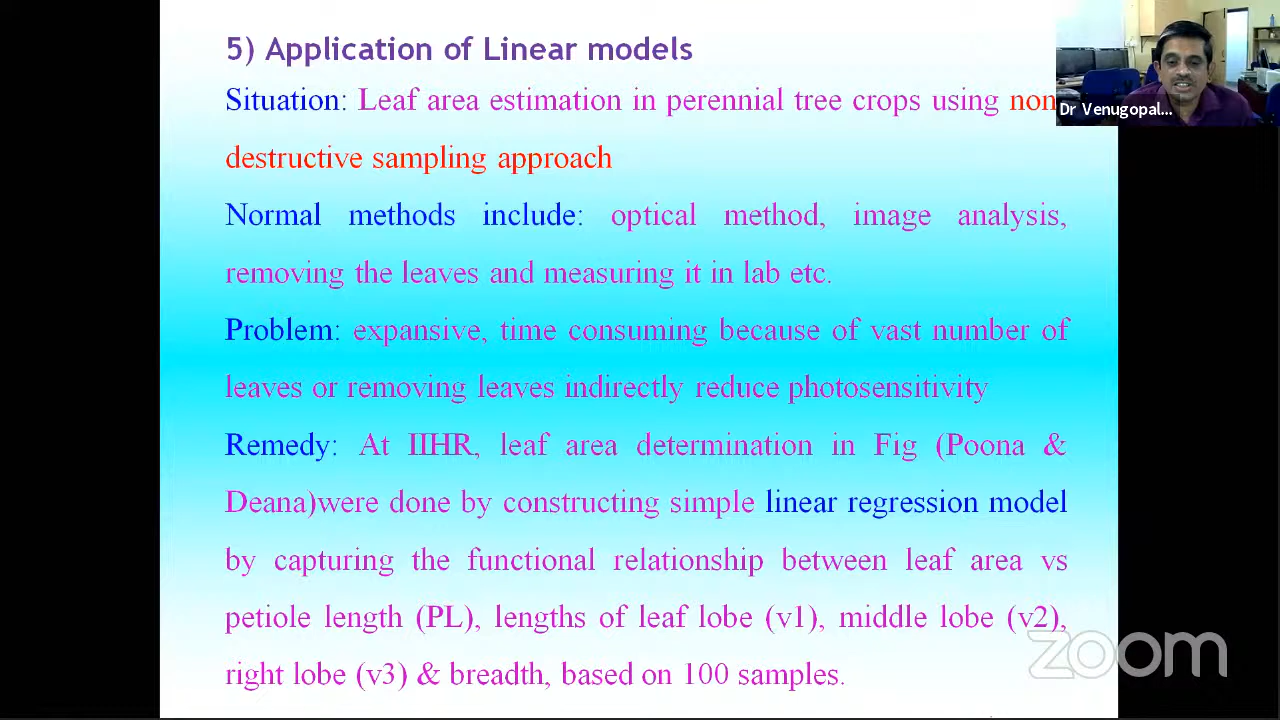 5) Application of Linear models
Situation: Leaf area estimation in perennial tree crops using non
destructive sampling approach
Normal methods include: optical method, image analysis,
removing the leaves and measuring it in lab etc.
Problem: expansive, time consuming because of vast number of
leaves or removing leaves indirectly reduce photosensitivity
Remedy: At IIHR, leaf area determination in Fig (Poona &
Deana)were done by constructing simple linear regression model
by capturing the functional relationship between leaf area vs
petiole length (PL), lengths of leaf lobe (v1), middle lobe (v2),
right lobe (v3) & breadth, based on 100 samples.
Dr Venugopal...
zoom